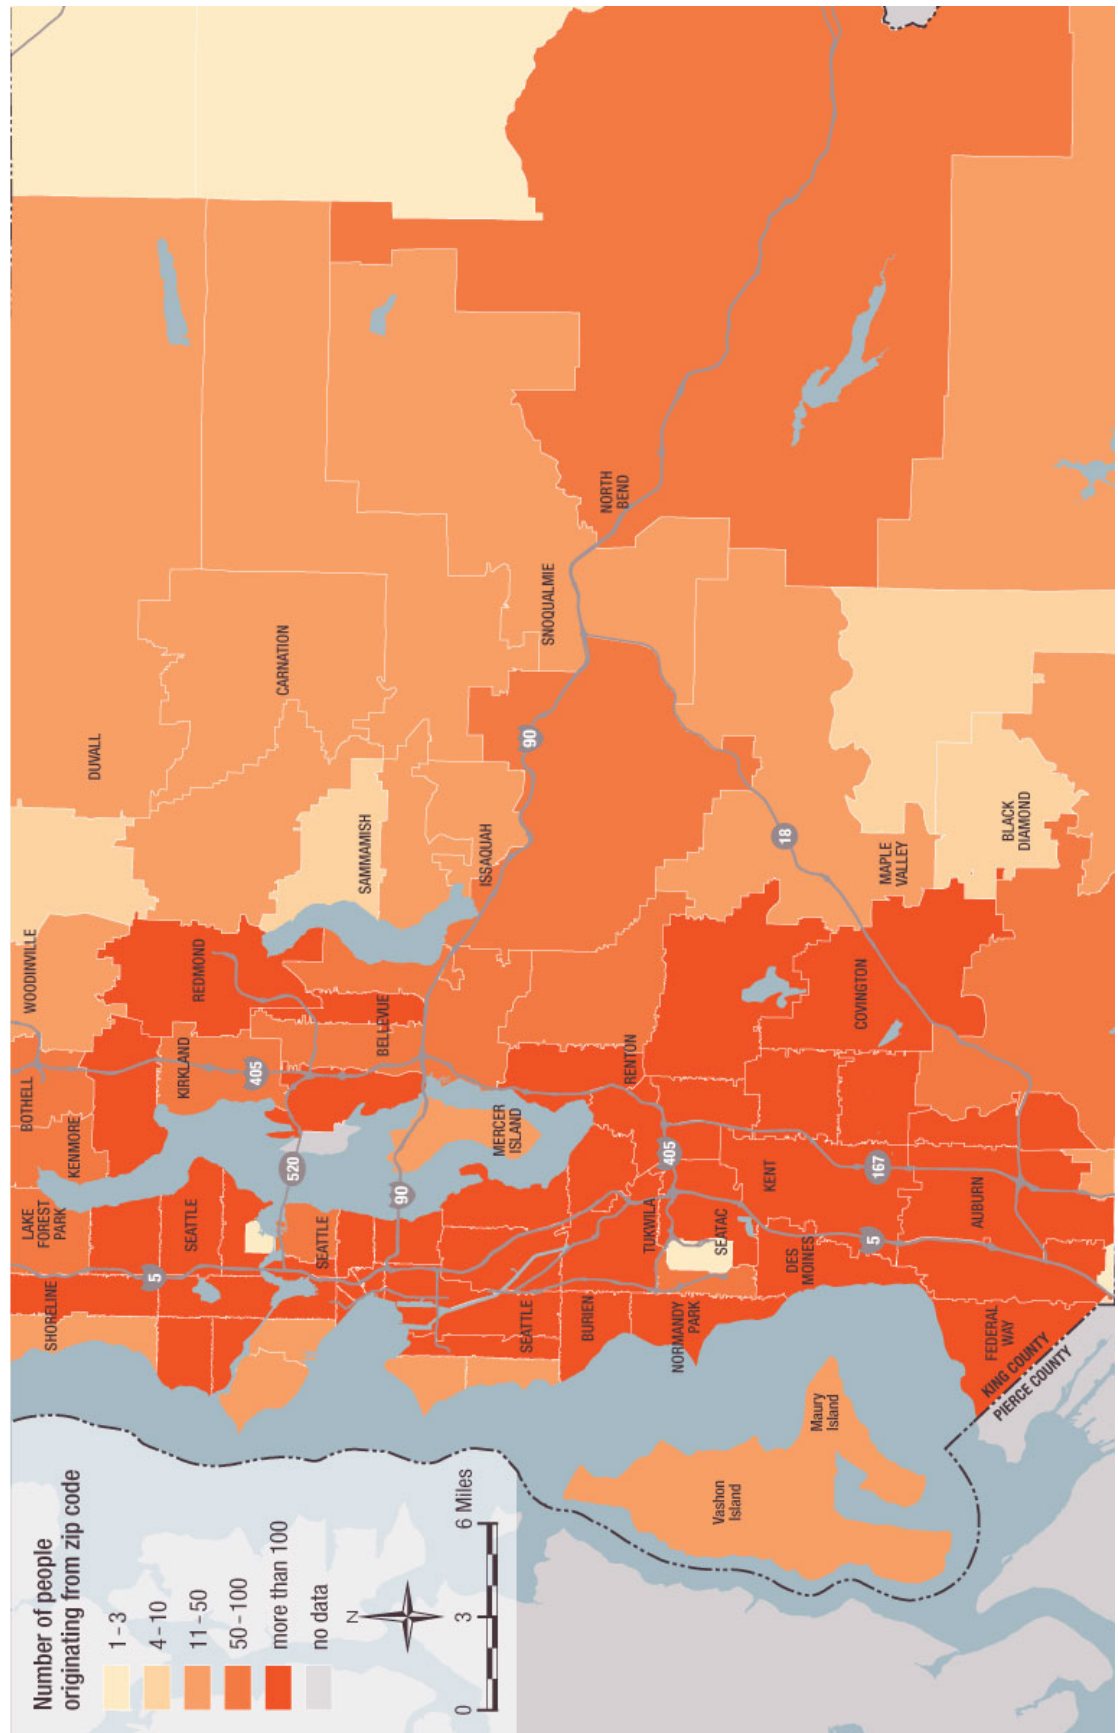 Number of people
originating from zip code
1 - 3
4 - 10
11 - 50
50 - 100
more than 100
no data
N
0
3
6 Miles
SHORELINE
LAKE
FOREST
PARK
KENMORE
BOTHELL
WOODINVILLE
DUVALL
5
SEATTLE
KIRKLAND
REDMOND
405
520
SEATTLE
CARNATION
SAMMAMISH
BELLEVUE
90
MERCER
ISLAND
ISSAQUAH
90
SNOQUALMIE
SEATTLE
BURIEN
NORTH
BEND
RENTON
TUKWILA
405
NORMANDY
PARK
SEATAC
KENT
Vashon
Island
Maury
Island
DES
MOINES
18
5
167
COVINGTON
MAPLE
VALLEY
AUBURN
FEDERAL
WAY
BLACK
DIAMOND
KING COUNTY
PIERCE COUNTY